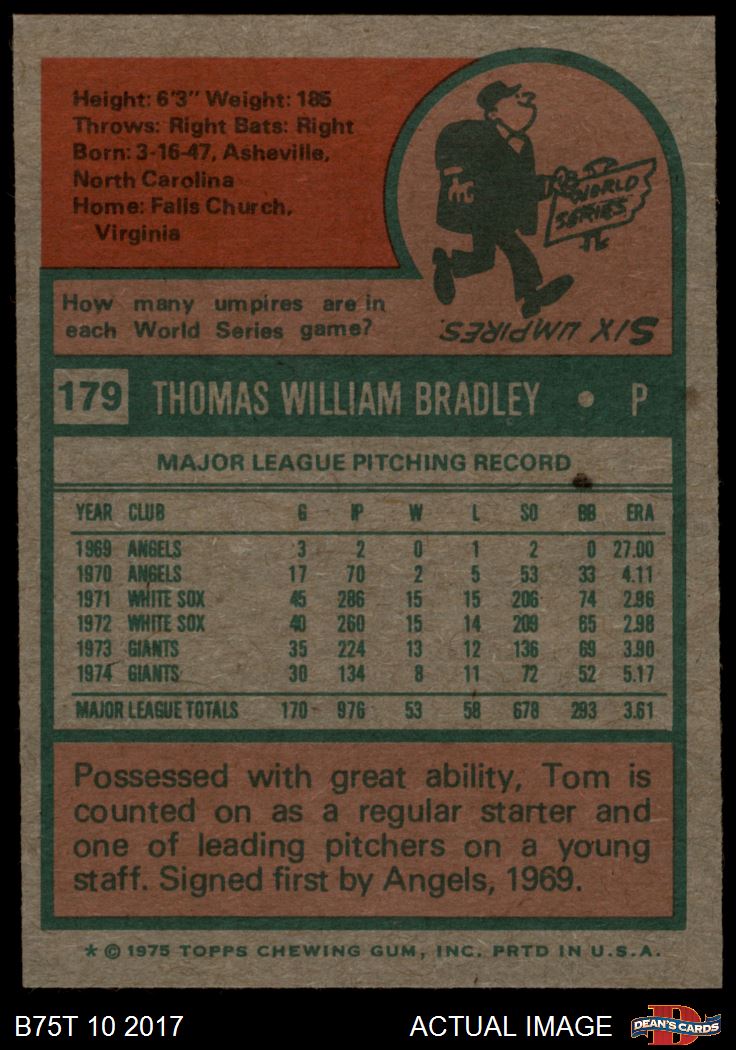 Height: 6'3" Weight: 185
Throws: Right Bats: Right
Born: 3-16-47, Asheville,
North Carolina
Home: Falls Church,
Virginia
WORLD
SERIES
How many umpires are in
each World Series game?
SIX UMPIRES.
179 THOMAS WILLIAM BRADLEY • P
MAJOR LEAGUE PITCHING RECORD
YEAR CLUB G IP W L SO BB ERA
1969 ANGELS 3 2 0 1 2 0 27.00
1970 ANGELS 17 70 2 5 53 33 4.11
1971 WHITE SOX 45 286 15 15 206 74 2.96
1972 WHITE SOX 40 260 15 14 209 65 2.98
1973 GIANTS 35 224 13 12 136 69 3.90
1974 GIANTS 30 134 8 11 72 52 5.17
MAJOR LEAGUE TOTALS 170 976 53 58 678 293 3.61
Possessed with great ability, Tom is
counted on as a regular starter and
one of leading pitchers on a young
staff. Signed first by Angels, 1969.
* © 1975 TOPPS CHEWING GUM, INC. PRTD IN U.S.A.
B75T 10 2017 ACTUAL IMAGE
DEAN'S CARDS